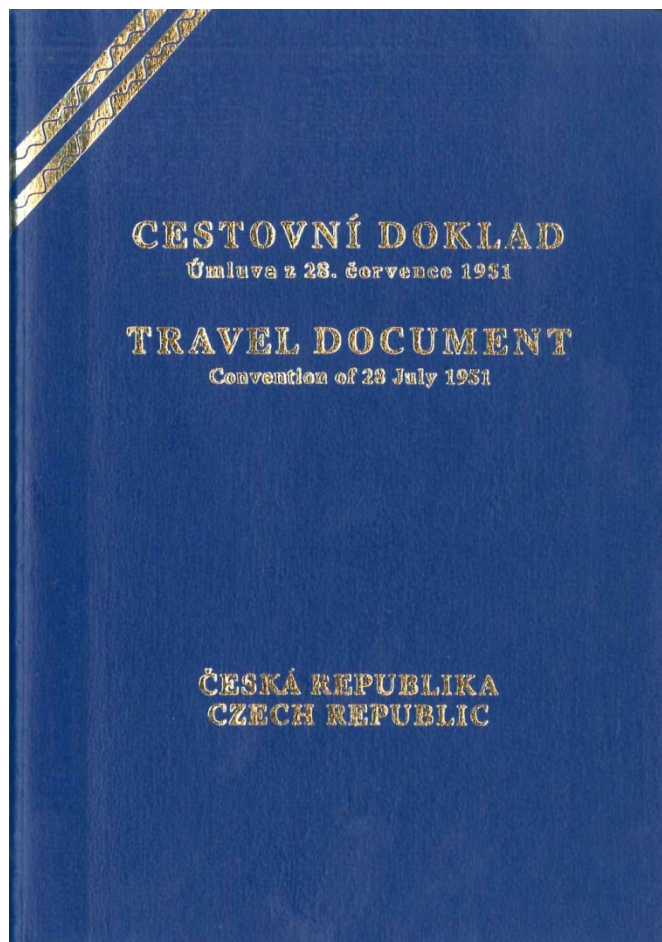 CESTOVNÍ DOKLAD
Úmluva z 28. července 1951
TRAVEL DOCUMENT
Convention of 28 July 1951
ČESKÁ REPUBLIKA
CZECH REPUBLIC